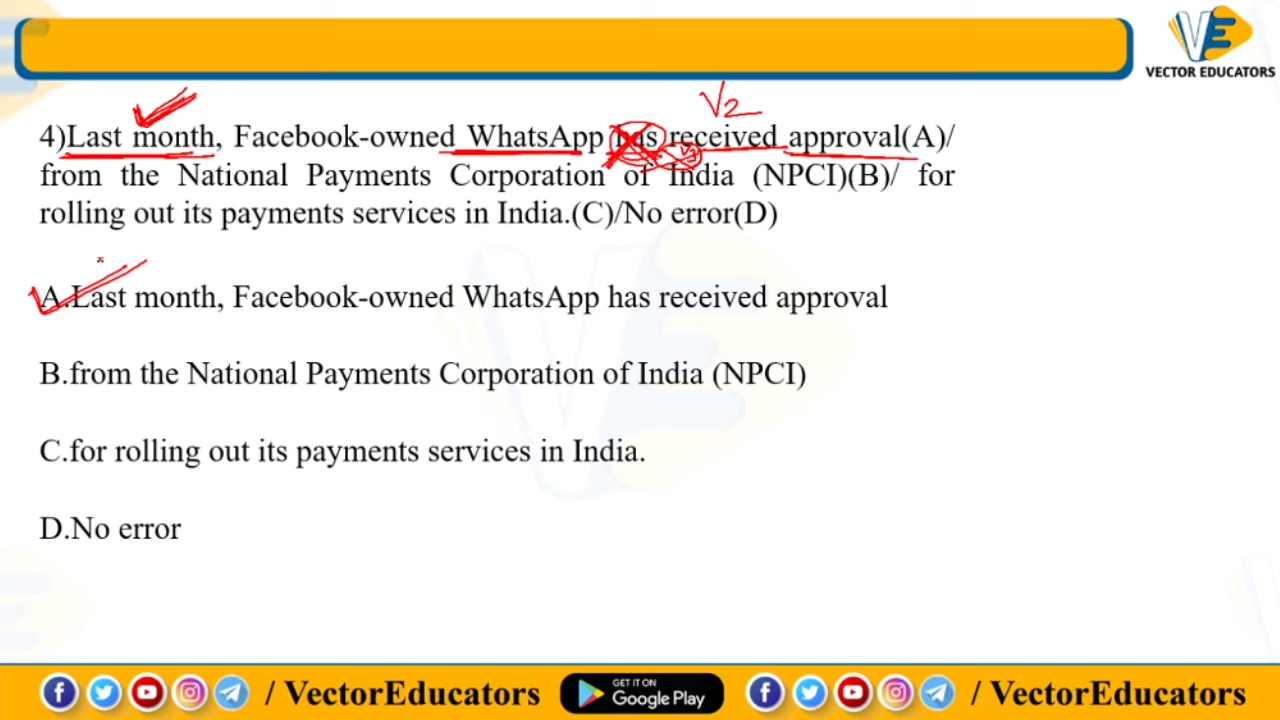 VECTOR EDUCATORS
V2
4)Last month, Facebook-owned WhatsApp has received approval(A)/
V3
from the National Payments Corporation of India (NPCI)(B)/ for
rolling out its payments services in India.(C)/No error(D)
A.Last month, Facebook-owned WhatsApp has received approval
B.from the National Payments Corporation of India (NPCI)
C.for rolling out its payments services in India.
D.No error
/ VectorEducators GET IT ON Google Play / VectorEducators